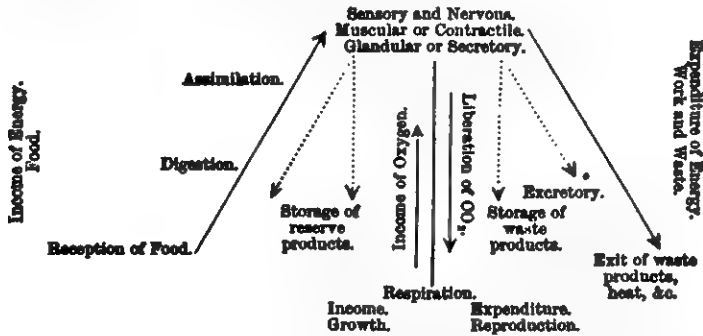 Sensory and Nervous.
Muscular or Contractile.
Glandular or Secretory.
Assimilation.
Digestion.
Reception of Food.
Income of Energy.
Food.
Storage of
reserve
products.
Income of Oxygen.
Liberation of CO₂.
Storage of
waste
products.
Excretory.
Expenditure of Energy.
Work and Waste.
Exit of waste
products,
heat, &c.
Respiration.
Income.
Growth.
Expenditure.
Reproduction.